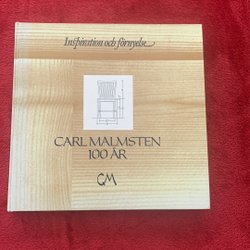 Inspiration och förnyelse
CARL MALMSTEN
100 ÅR
CM